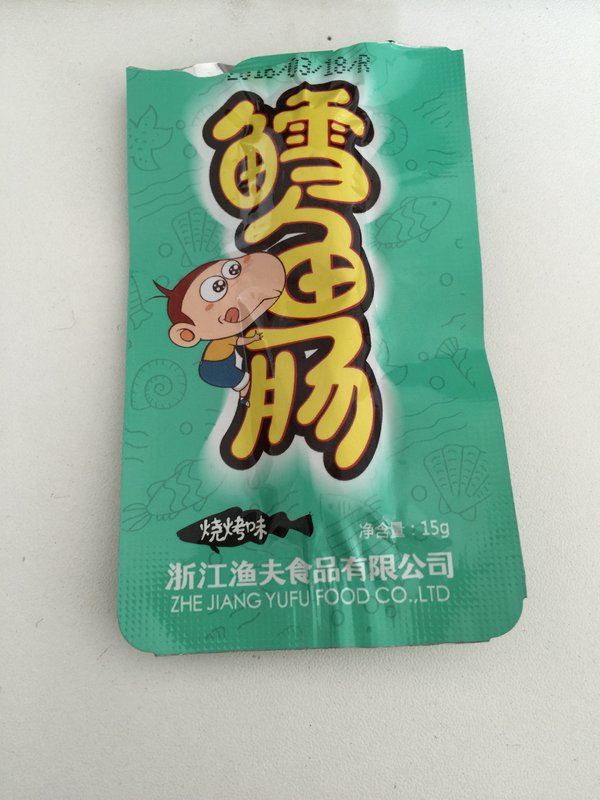 2018/03/18/R
鳕鱼肠
烧烤味
净含量：15g
浙江渔夫食品有限公司
ZHE JIANG YUFU FOOD CO.,LTD